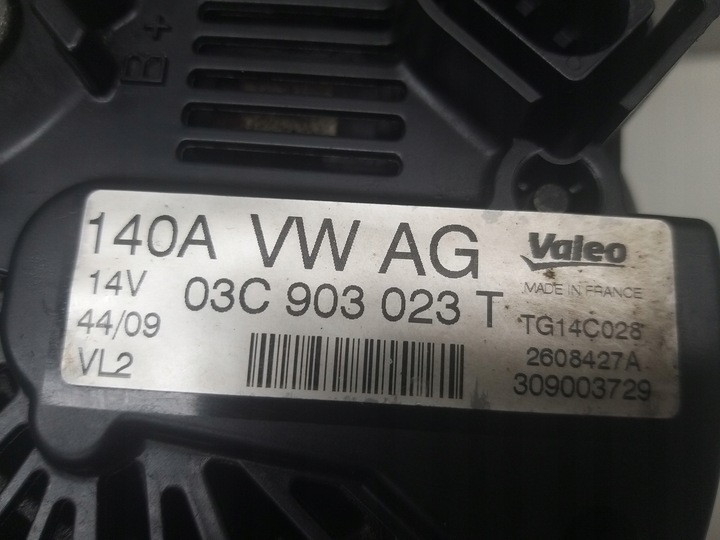 B+
140A VW AG
14V 03C 903 023 T
44/09
VL2
Valeo
MADE IN FRANCE
TG14C028
2608427A
309003729